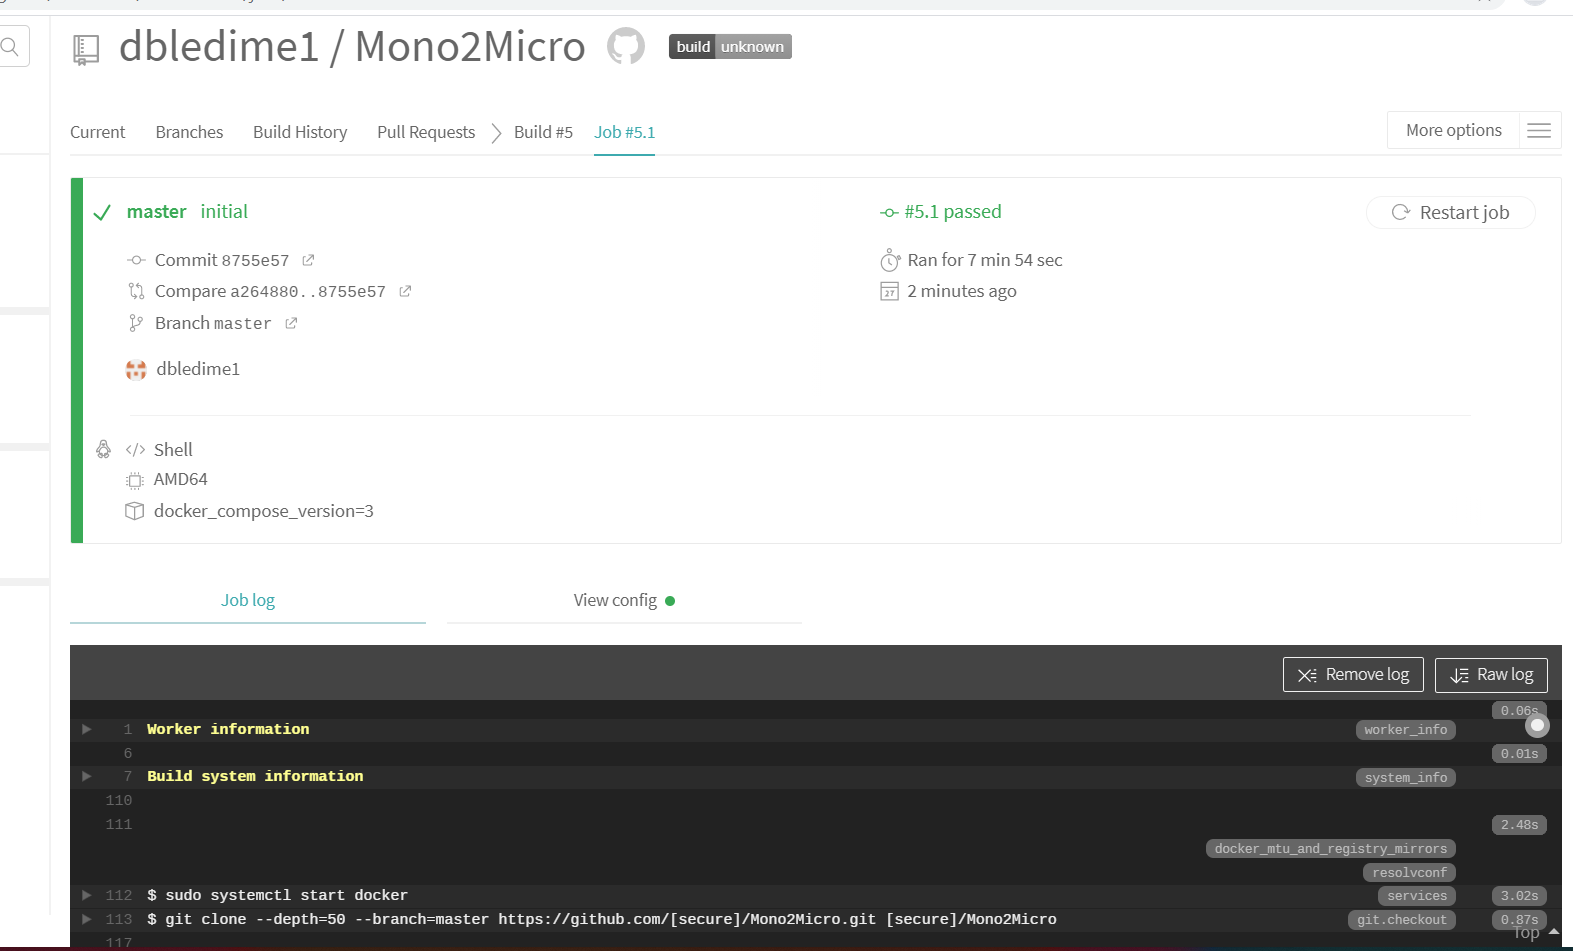 dbledime1 / Mono2Micro build unknown
Current Branches Build History Pull Requests Build #5 Job #5.1 More options
master initial #5.1 passed Restart job
Commit 8755e57 Ran for 7 min 54 sec
Compare a264880..8755e57 2 minutes ago
Branch master
dbledime1
Shell
AMD64
docker_compose_version=3
Job log View config
Remove log Raw log
0.06s
1 Worker information worker_info
6 0.01s
7 Build system information system_info
110
111 2.48s
docker_mtu_and_registry_mirrors
resolvconf
112 $ sudo systemctl start docker services 3.02s
113 $ git clone --depth=50 --branch=master https://github.com/[secure]/Mono2Micro.git [secure]/Mono2Micro git.checkout 0.87s
Top
117